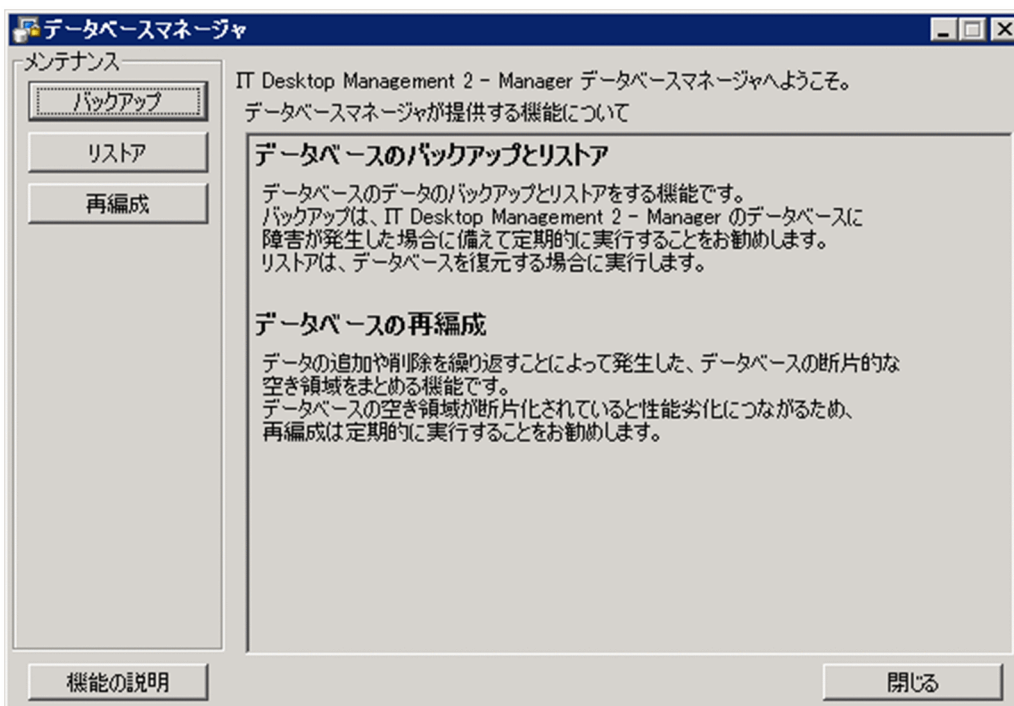 データベースマネージャ
メンテナンス
バックアップ
リストア
再編成
IT Desktop Management 2 - Manager データベースマネージャへようこそ。
データベースマネージャが提供する機能について
データベースのバックアップとリストア
データベースのデータのバックアップとリストアをする機能です。
バックアップは、IT Desktop Management 2 - Manager のデータベースに
障害が発生した場合に備えて定期的に実行することをお勧めします。
リストアは、データベースを復元する場合に実行します。
データベースの再編成
データの追加や削除を繰り返すことによって発生した、データベースの断片的な
空き領域をまとめる機能です。
データベースの空き領域が断片化されていると性能劣化につながるため、
再編成は定期的に実行することをお勧めします。
機能の説明
閉じる